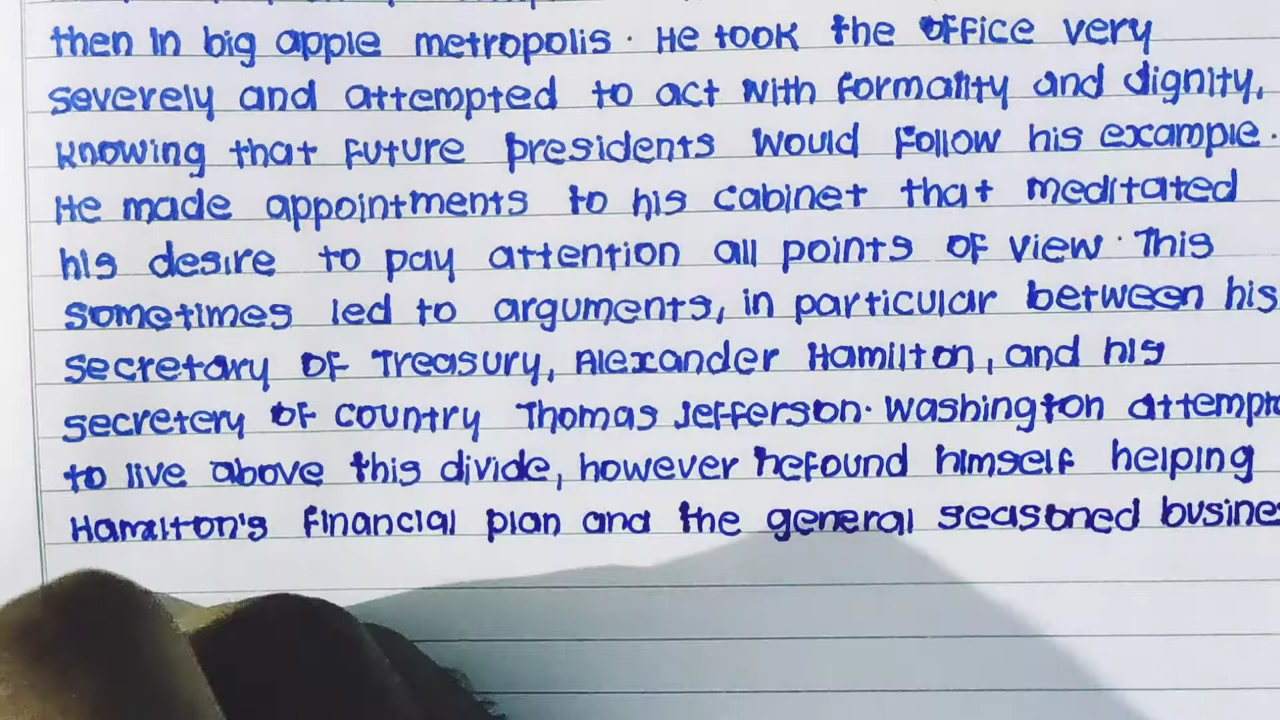 then in big apple metropolis. He took the office very
severely and attempted to act with formality and dignity,
knowing that future presidents would follow his example.
He made appointments to his cabinet that meditated
his desire to pay attention all points of view. This
sometimes led to arguments, in particular between his
secretary of Treasury, Alexander Hamilton, and his
secretery of country Thomas Jefferson. Washington attempt
to live above this divide, however hefound himself helping
Hamilton's financial plan and the general seasoned busine